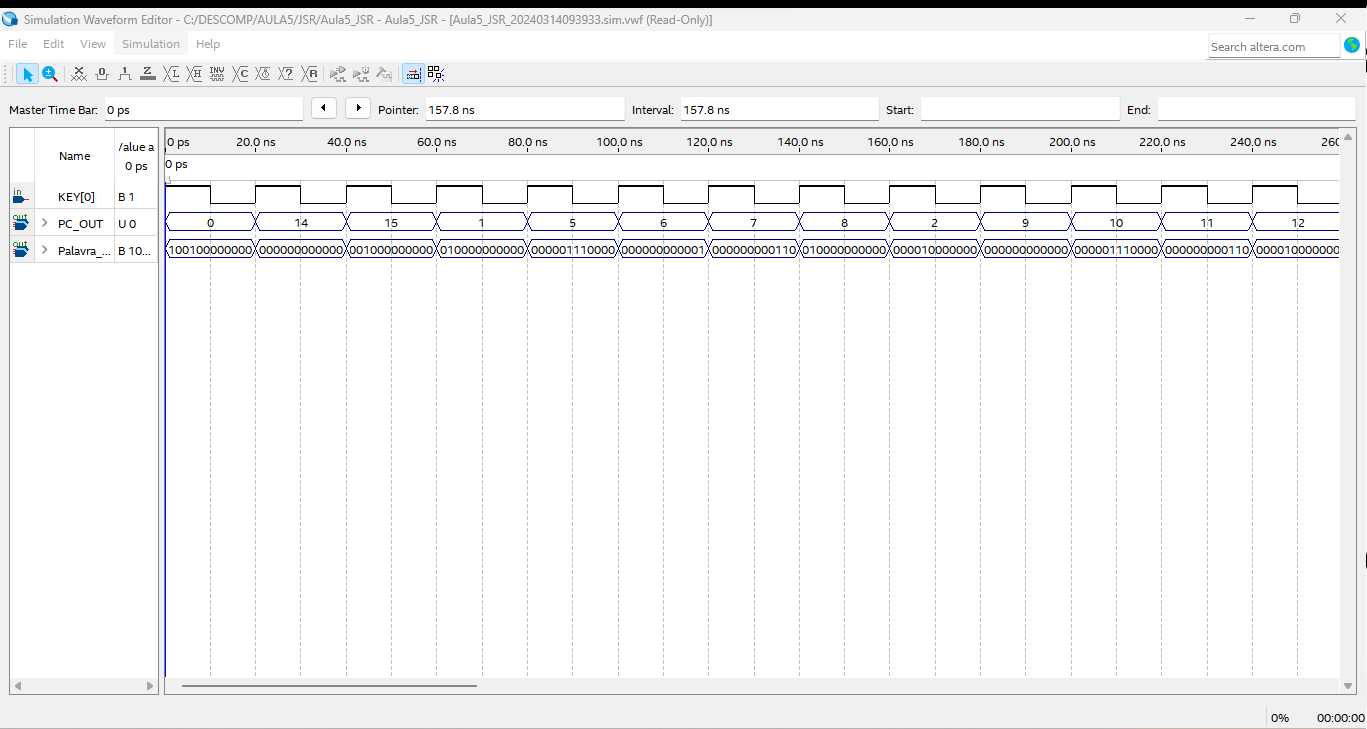 Simulation Waveform Editor - C:/DESCOMP/AULA5/JSR/Aula5_JSR - Aula5_JSR - [Aula5_JSR_20240314093933.sim.vwf (Read-Only)]
File Edit View Simulation Help
Search altera.com
Master Time Bar: 0 ps Pointer: 157.8 ns Interval: 157.8 ns Start: End:
Name /alue a 0 ps
0 ps 20.0 ns 40.0 ns 60.0 ns 80.0 ns 100.0 ns 120.0 ns 140.0 ns 160.0 ns 180.0 ns 200.0 ns 220.0 ns 240.0 ns 260
0 ps
in KEY[0] B 1
out PC_OUT U 0 0 14 15 1 5 6 7 8 2 9 10 11 12
out Palavra_... B 10... 100100000000 000000000000 001000000000 010000000000 000001110000 000000000001 000000000110 010000000000 000010000000 000000000000 000001110000 000000000110 000010000000
0% 00:00:00